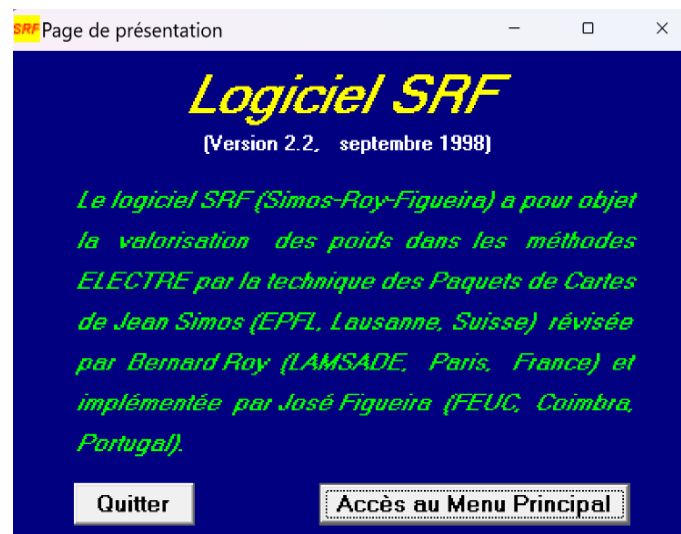 SRF Page de présentation
Logiciel SRF
(Version 2.2, septembre 1998)
Le logiciel SRF (Simos-Roy-Figueira) a pour objet
la valorisation des poids dans les méthodes
ELECTRE par la technique des Paquets de Cartes
de Jean Simos (EPFL, Lausanne, Suisse) révisée
par Bernard Roy (LAMSADE, Paris, France) et
implémentée par José Figueira (FEUC, Coimbra,
Portugal).
Quitter
Accès au Menu Principal